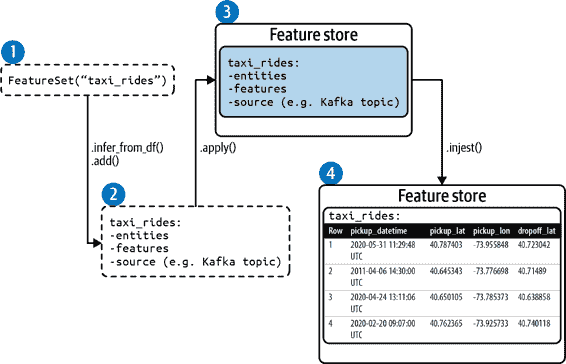 1
FeatureSet(“taxi_rides”)
.infer_from_df()
.add()
2
taxi_rides:
-entities
-features
-source (e.g. Kafka topic)
.apply()
3
Feature store
taxi_rides:
-entities
-features
-source (e.g. Kafka topic)
.injest()
4
Feature store
taxi_rides:
Row pickup_datetime pickup_lat pickup_lon dropoff_lat
1 2020-05-31 11:29:48 40.787403 -73.955848 40.723042
UTC
2 2011-04-06 14:30:00 40.645343 -73.776698 40.71489
UTC
3 2020-04-24 13:11:06 40.650105 -73.785373 40.638858
UTC
4 2020-02-20 09:07:00 40.762365 -73.925733 40.740118
UTC